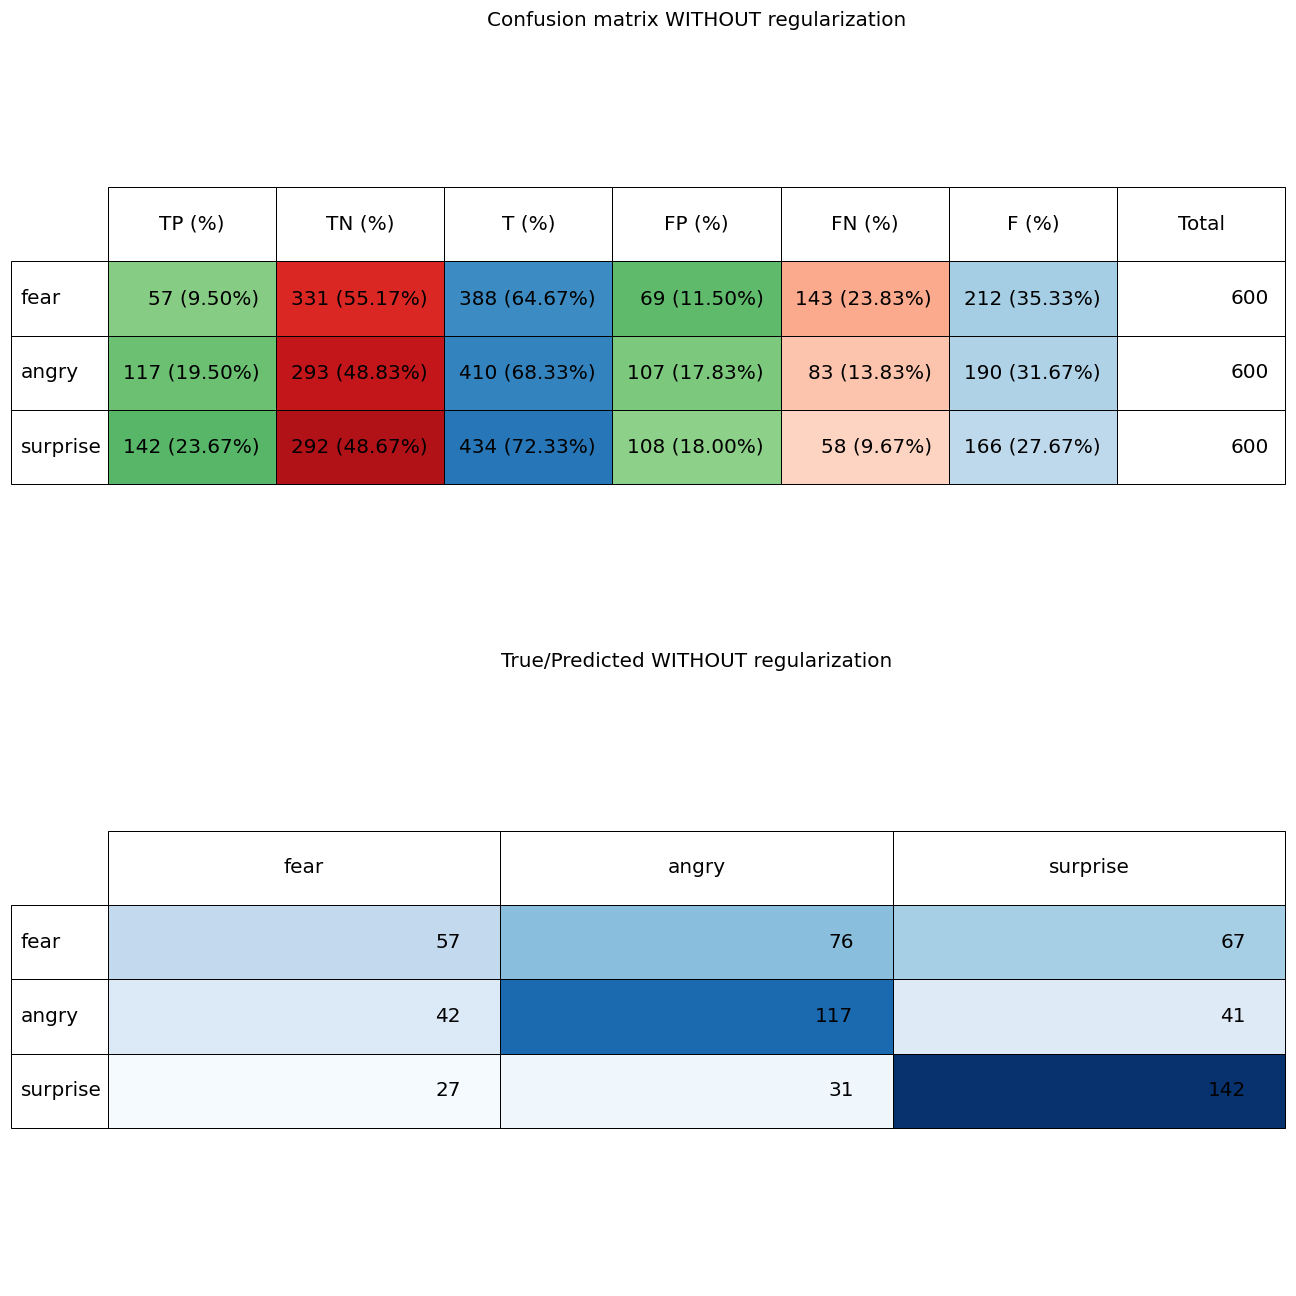 Confusion matrix WITHOUT regularization
TP (%) TN (%) T (%) FP (%) FN (%) F (%) Total
fear 57 (9.50%) 331 (55.17%) 388 (64.67%) 69 (11.50%) 143 (23.83%) 212 (35.33%) 600
angry 117 (19.50%) 293 (48.83%) 410 (68.33%) 107 (17.83%) 83 (13.83%) 190 (31.67%) 600
surprise 142 (23.67%) 292 (48.67%) 434 (72.33%) 108 (18.00%) 58 (9.67%) 166 (27.67%) 600
True/Predicted WITHOUT regularization
fear angry surprise
fear 57 76 67
angry 42 117 41
surprise 27 31 142